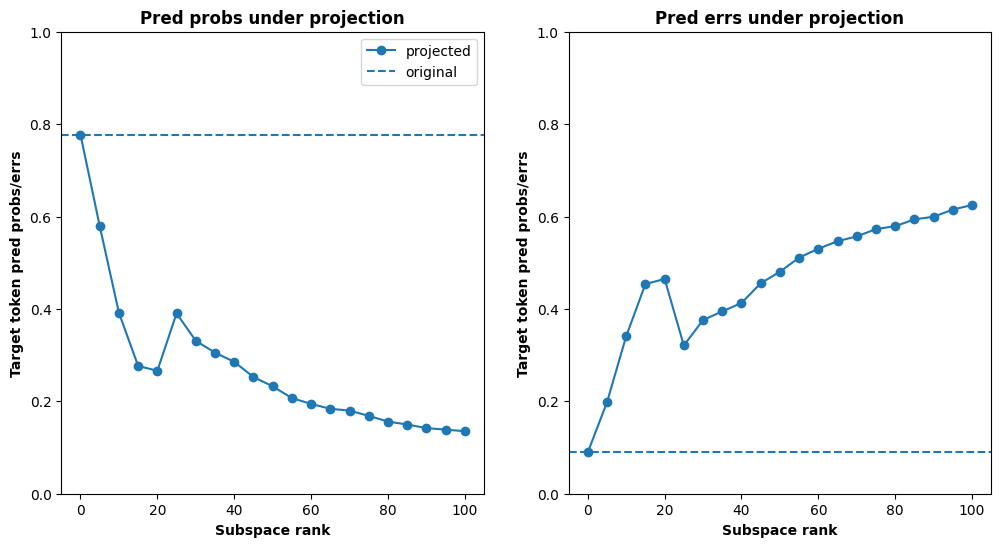 Pred probs under projection
Target token pred probs/errs
1.0
0.8
0.6
0.4
0.2
0.0
projected
original
0 20 40 60 80 100
Subspace rank
Pred errs under projection
Target token pred probs/errs
1.0
0.8
0.6
0.4
0.2
0.0
0 20 40 60 80 100
Subspace rank